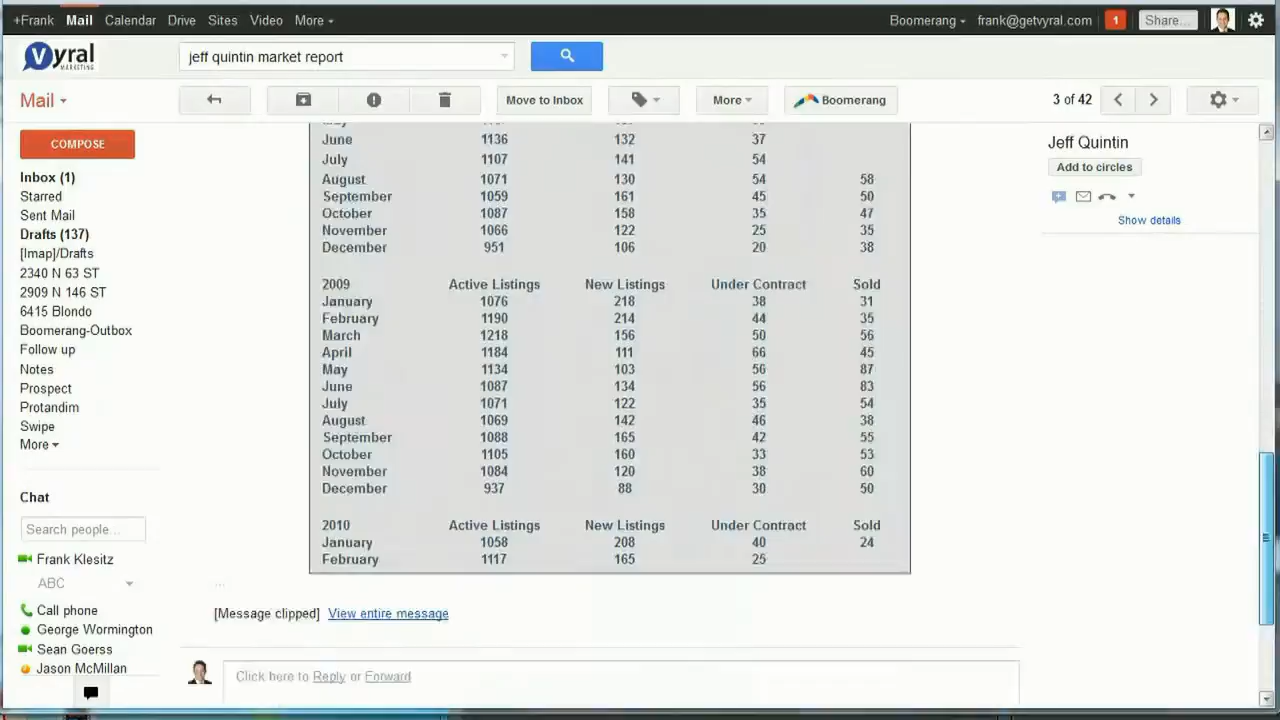 +Frank Mail Calendar Drive Sites Video More Boomerang frank@getvyral.com 1 Share...
Vyral MARKETING jeff quintin market report
Mail Move to Inbox More Boomerang 3 of 42
COMPOSE
Inbox (1)
Starred
Sent Mail
Drafts (137)
[Imap]/Drafts
2340 N 63 ST
2909 N 146 ST
6415 Blondo
Boomerang-Outbox
Follow up
Notes
Prospect
Protandim
Swipe
More
Chat
Search people...
Frank Klesitz
ABC
Call phone
George Wormington
Sean Goerss
Jason McMillan
June 1136 132 37
July 1107 141 54
August 1071 130 54 58
September 1059 161 45 50
October 1087 158 35 47
November 1066 122 25 35
December 951 106 20 38
2009 Active Listings New Listings Under Contract Sold
January 1076 218 38 31
February 1190 214 44 35
March 1218 156 50 56
April 1184 111 66 45
May 1134 103 56 87
June 1087 134 56 83
July 1071 122 35 54
August 1069 142 46 38
September 1088 165 42 55
October 1105 160 33 53
November 1084 120 38 60
December 937 88 30 50
2010 Active Listings New Listings Under Contract Sold
January 1058 208 40 24
February 1117 165 25
...
[Message clipped] View entire message
Click here to Reply or Forward
Jeff Quintin
Add to circles
Show details